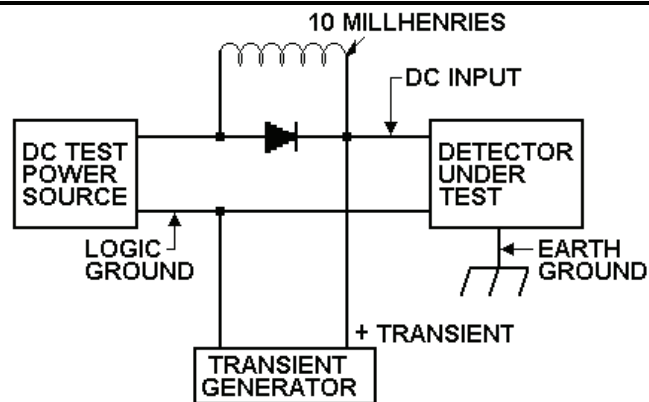 10 MILLHENRIES
DC INPUT
DC TEST
POWER
SOURCE
DETECTOR
UNDER
TEST
LOGIC
GROUND
EARTH
GROUND
+ TRANSIENT
TRANSIENT
GENERATOR